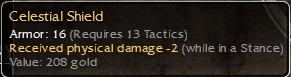 Celestial Shield
Armor: 16 (Requires 13 Tactics)
Received physical damage -2 (while in a Stance)
Value: 208 gold